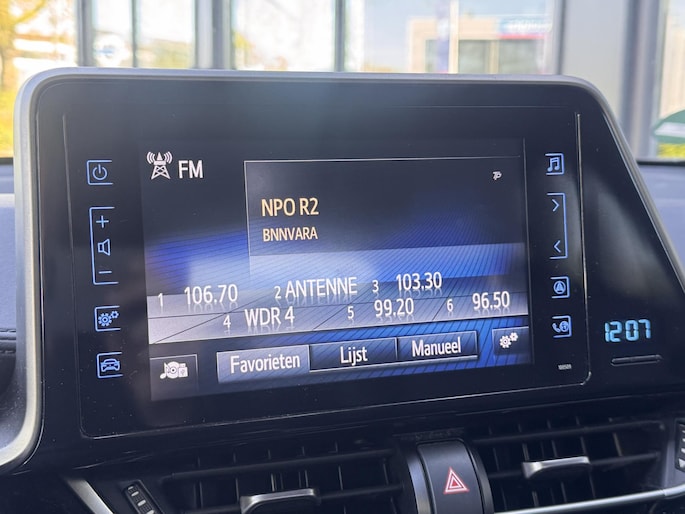 FM
NPO R2
BNNVARA
1 106.70 2 ANTENNE 3 103.30
4 WDR 4 5 99.20 6 96.50
Favorieten Lijst Manueel
12:07